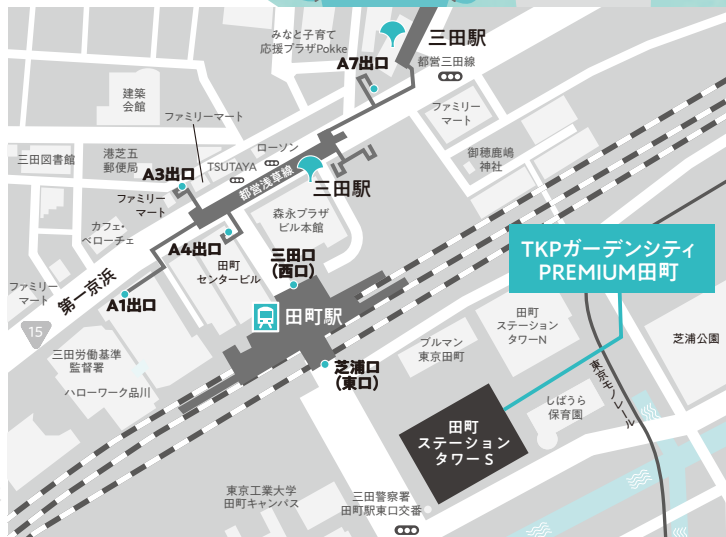 みなと子育て
応援プラザPokke
三田駅
A7出口
都営三田線
建築
会館
ファミリーマート
ファミリー
マート
ローソン
港芝五
郵便局
三田図書館
TSUTAYA
A3出口
ファミリー
マート
都営浅草線
三田駅
御穂鹿嶋
神社
カフェ・
ベローチェ
A4出口
森永プラザ
ビル本館
田町
センタービル
三田口
(西口)
TKPガーデンシティ
PREMIUM田町
ファミリー
マート
第一京浜
A1出口
15
田町駅
田町
ステーション
タワーN
プルマン
東京田町
芝浦公園
三田労働基準
監督署
ハローワーク品川
芝浦口
(東口)
東京モノレール
しばうら
保育園
田町
ステーション
タワー S
東京工業大学
田町キャンパス
三田警察署
田町駅東口交番